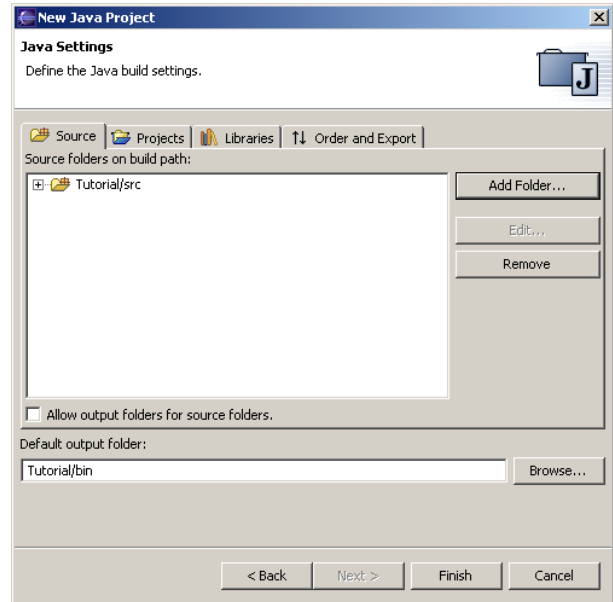 New Java Project
Java Settings
Define the Java build settings.
J
Source Projects Libraries Order and Export
Source folders on build path:
Tutorial/src
Add Folder...
Edit...
Remove
Allow output folders for source folders.
Default output folder:
Tutorial/bin Browse...
< Back Next > Finish Cancel